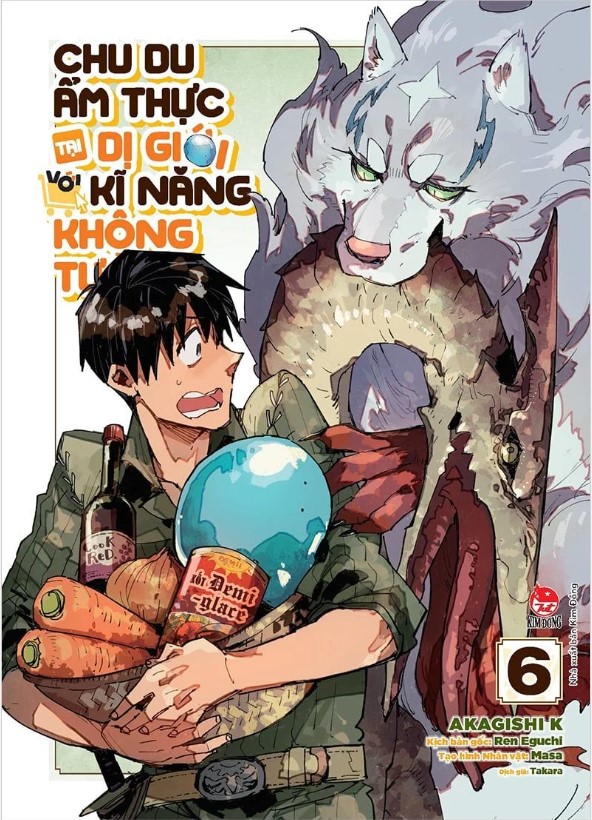 CHU DU
ẨM THỰC
TẠI DỊ GIỚI
VỚI KĨ NĂNG
KHÔNG
CooK
ReD
Demi
-glace
KIM ĐỒNG
Nhà xuất bản Kim Đồng
6
AKAGISHI K
Kịch bản gốc: Ren Eguchi
Tạo hình Nhân vật: Masa
Dịch giả: Takara